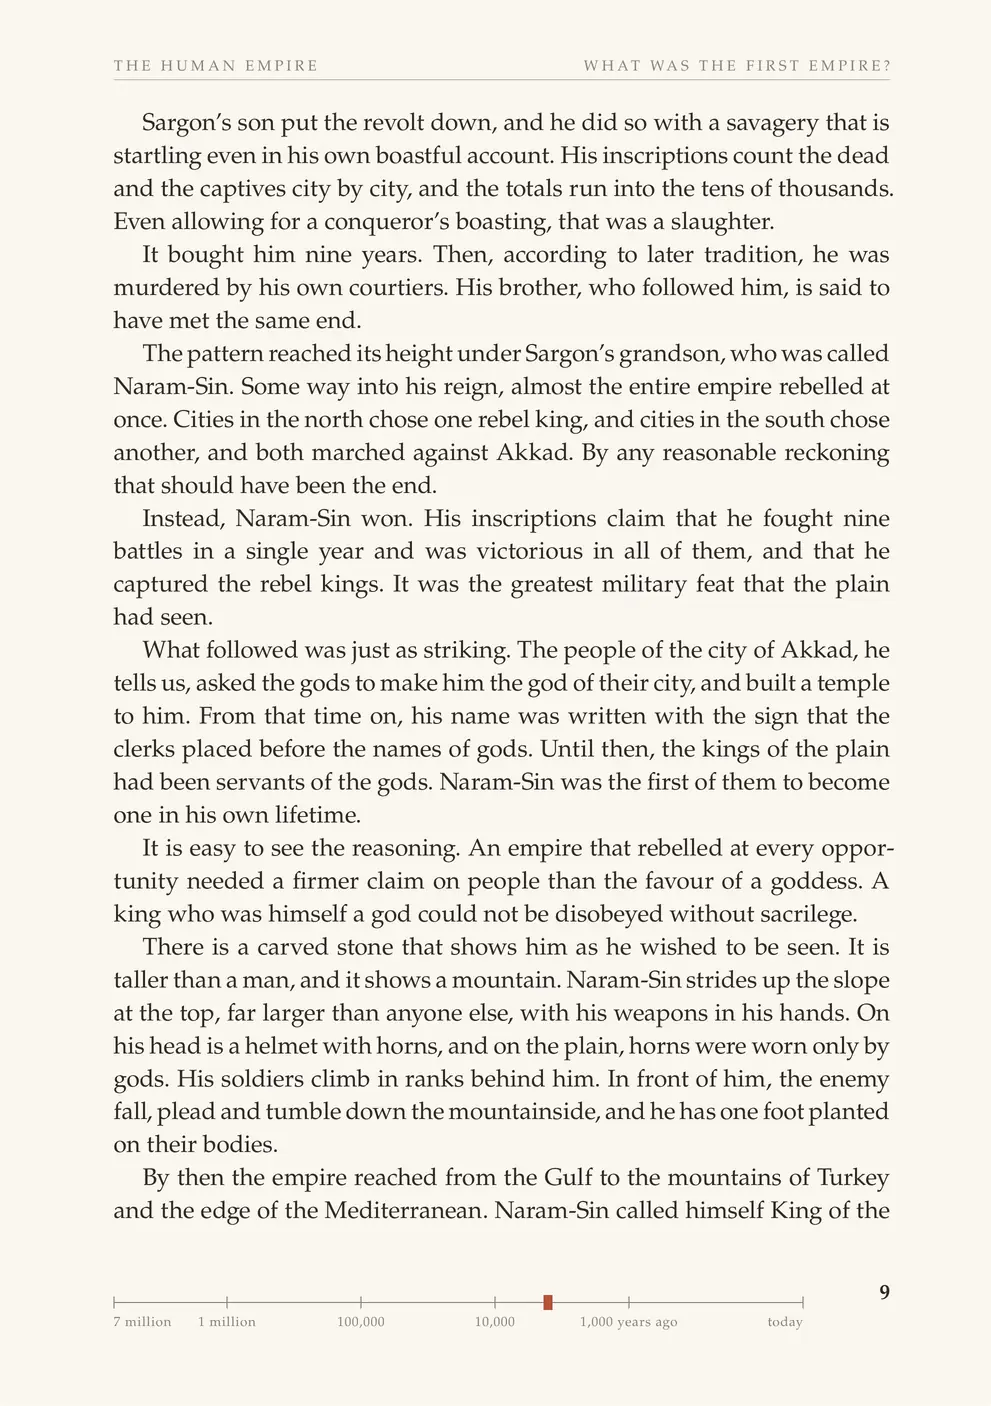 THE HUMAN EMPIRE WHAT WAS THE FIRST EMPIRE?
Sargon’s son put the revolt down, and he did so with a savagery that is
startling even in his own boastful account. His inscriptions count the dead
and the captives city by city, and the totals run into the tens of thousands.
Even allowing for a conqueror’s boasting, that was a slaughter.
It bought him nine years. Then, according to later tradition, he was
murdered by his own courtiers. His brother, who followed him, is said to
have met the same end.
The pattern reached its height under Sargon’s grandson, who was called
Naram-Sin. Some way into his reign, almost the entire empire rebelled at
once. Cities in the north chose one rebel king, and cities in the south chose
another, and both marched against Akkad. By any reasonable reckoning
that should have been the end.
Instead, Naram-Sin won. His inscriptions claim that he fought nine
battles in a single year and was victorious in all of them, and that he
captured the rebel kings. It was the greatest military feat that the plain
had seen.
What followed was just as striking. The people of the city of Akkad, he
tells us, asked the gods to make him the god of their city, and built a temple
to him. From that time on, his name was written with the sign that the
clerks placed before the names of gods. Until then, the kings of the plain
had been servants of the gods. Naram-Sin was the first of them to become
one in his own lifetime.
It is easy to see the reasoning. An empire that rebelled at every oppor-
tunity needed a firmer claim on people than the favour of a goddess. A
king who was himself a god could not be disobeyed without sacrilege.
There is a carved stone that shows him as he wished to be seen. It is
taller than a man, and it shows a mountain. Naram-Sin strides up the slope
at the top, far larger than anyone else, with his weapons in his hands. On
his head is a helmet with horns, and on the plain, horns were worn only by
gods. His soldiers climb in ranks behind him. In front of him, the enemy
fall, plead and tumble down the mountainside, and he has one foot planted
on their bodies.
By then the empire reached from the Gulf to the mountains of Turkey
and the edge of the Mediterranean. Naram-Sin called himself King of the
9
7 million 1 million 100,000 10,000 1,000 years ago today